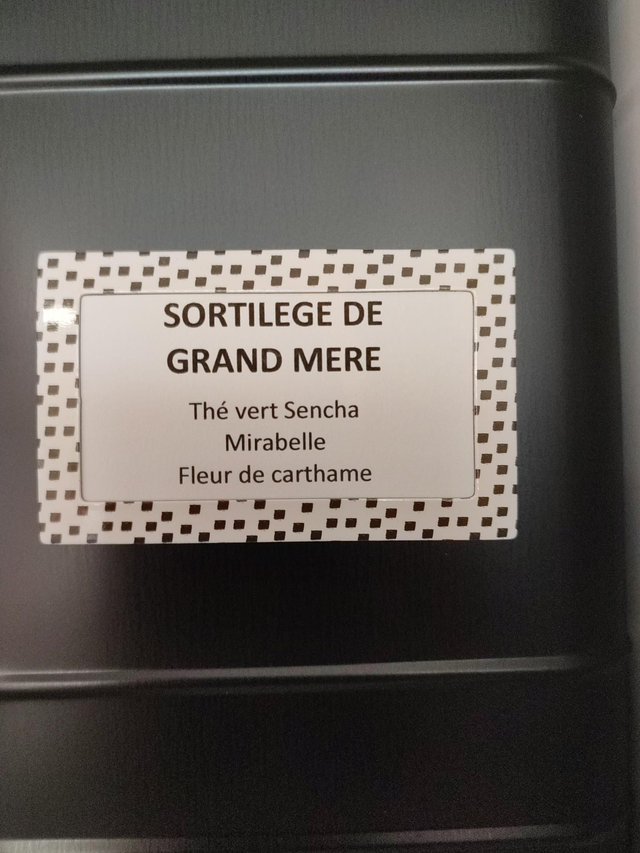 SORTILEGE DE
GRAND MERE
Thé vert Sencha
Mirabelle
Fleur de carthame